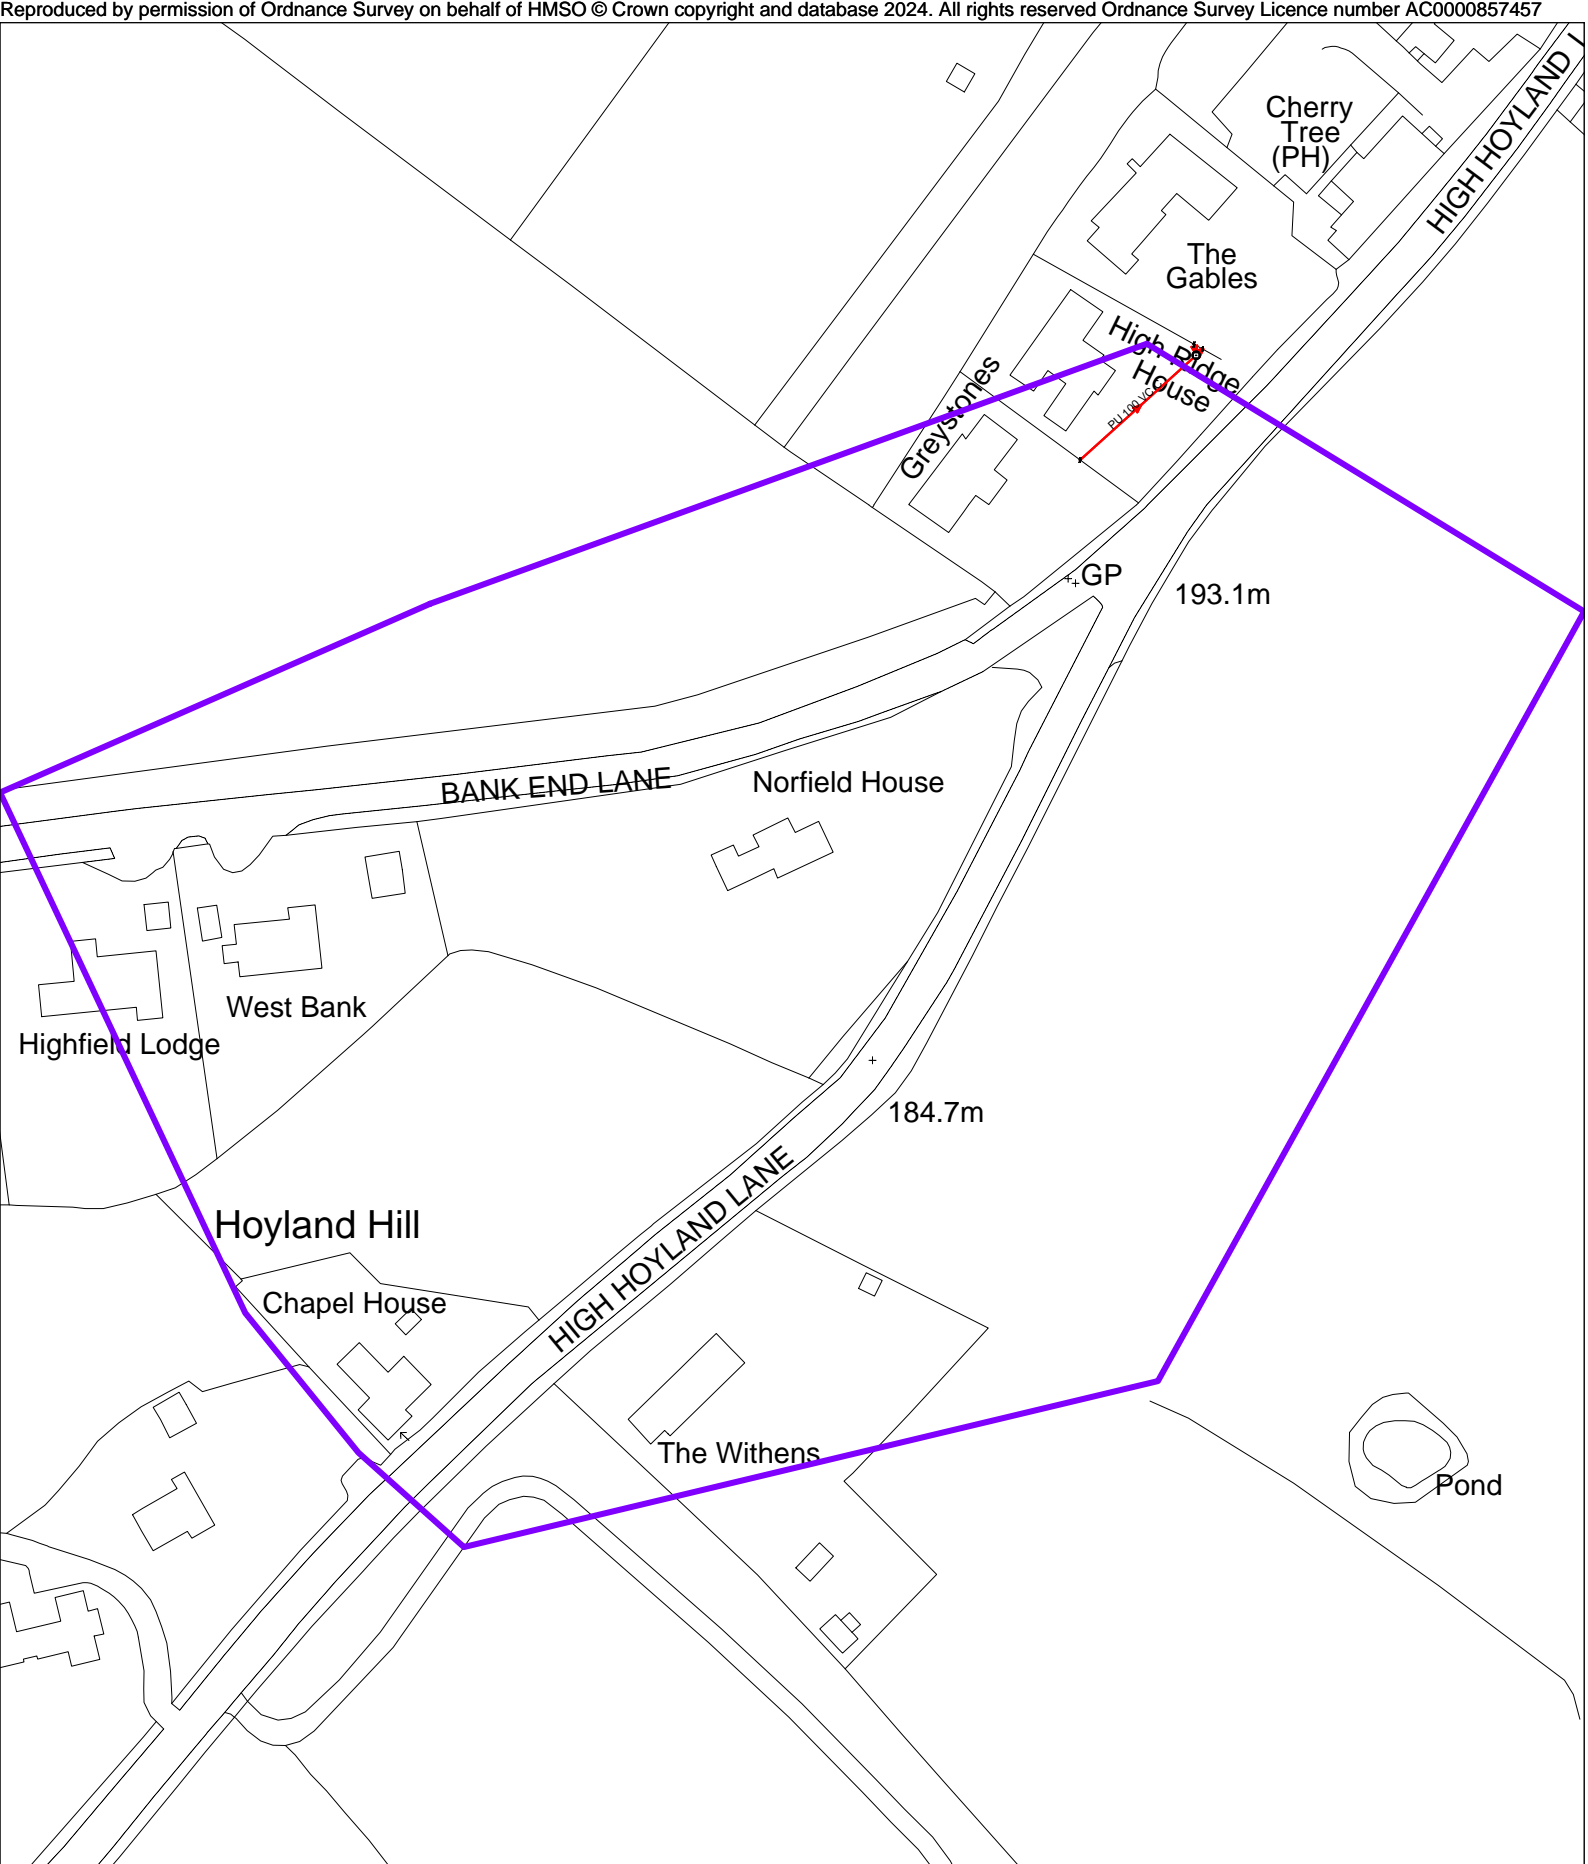 Reproduced by permission of Ordnance Survey on behalf of HMSO © Crown copyright and database 2024. All rights reserved Ordnance Survey Licence number AC0000857457
HIGH HOYLAND L
Cherry
Tree
(PH)
The
Gables
High Ridge
House
PU 100 VC
Greystones
GP
193.1m
BANK END LANE
Norfield House
West Bank
Highfield Lodge
184.7m
HIGH HOYLAND LANE
Hoyland Hill
Chapel House
The Withens
Pond